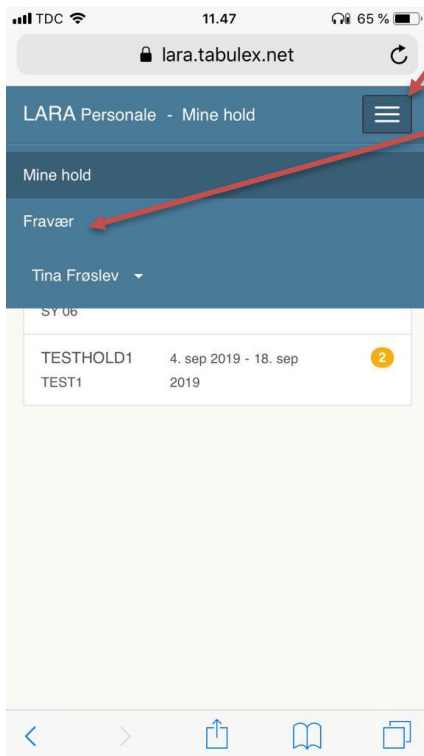 TDC 11.47 65 %
lara.tabulex.net
LARA Personale - Mine hold
Mine hold
Fravær
Tina Frøslev
SY 06
TESTHOLD1 4. sep 2019 - 18. sep 2
TEST1 2019